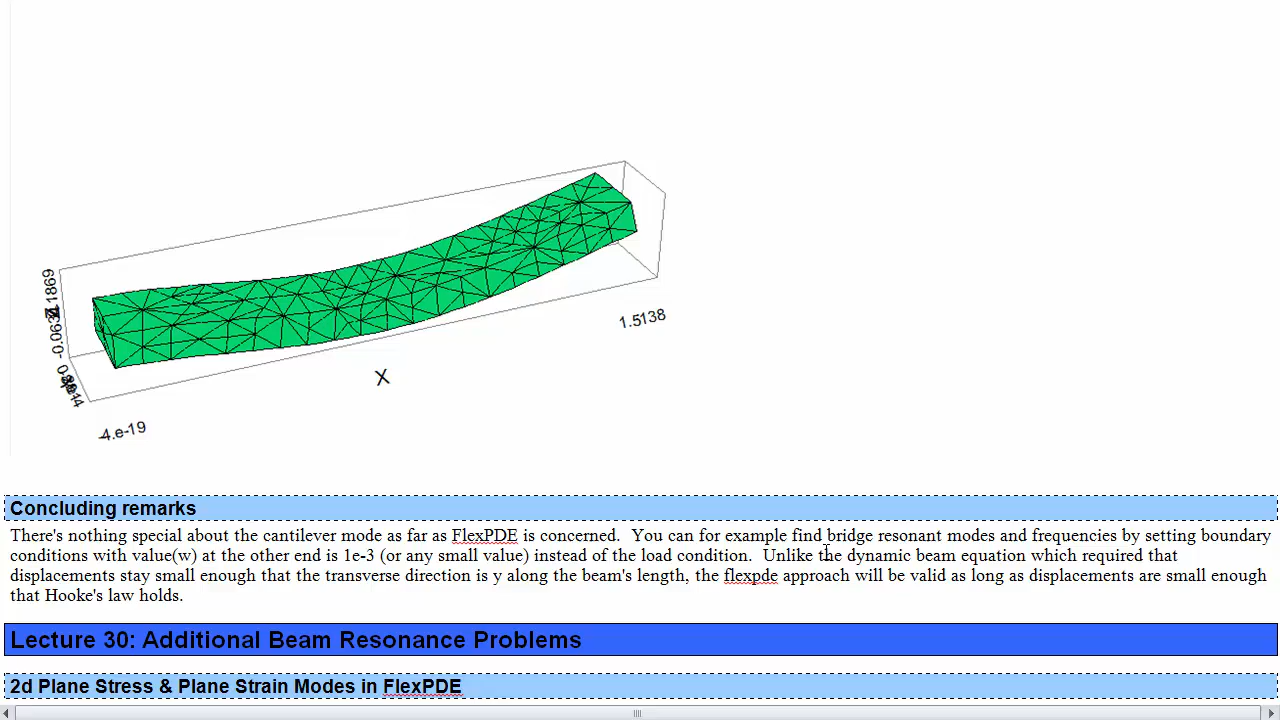 1.5138
X
-4.e-19
Concluding remarks
There's nothing special about the cantilever mode as far as FlexPDE is concerned.  You can for example find bridge resonant modes and frequencies by setting boundary
conditions with value(w) at the other end is 1e-3 (or any small value) instead of the load condition.  Unlike the dynamic beam equation which required that
displacements stay small enough that the transverse direction is y along the beam's length, the flexpde approach will be valid as long as displacements are small enough
that Hooke's law holds.
Lecture 30: Additional Beam Resonance Problems
2d Plane Stress & Plane Strain Modes in FlexPDE